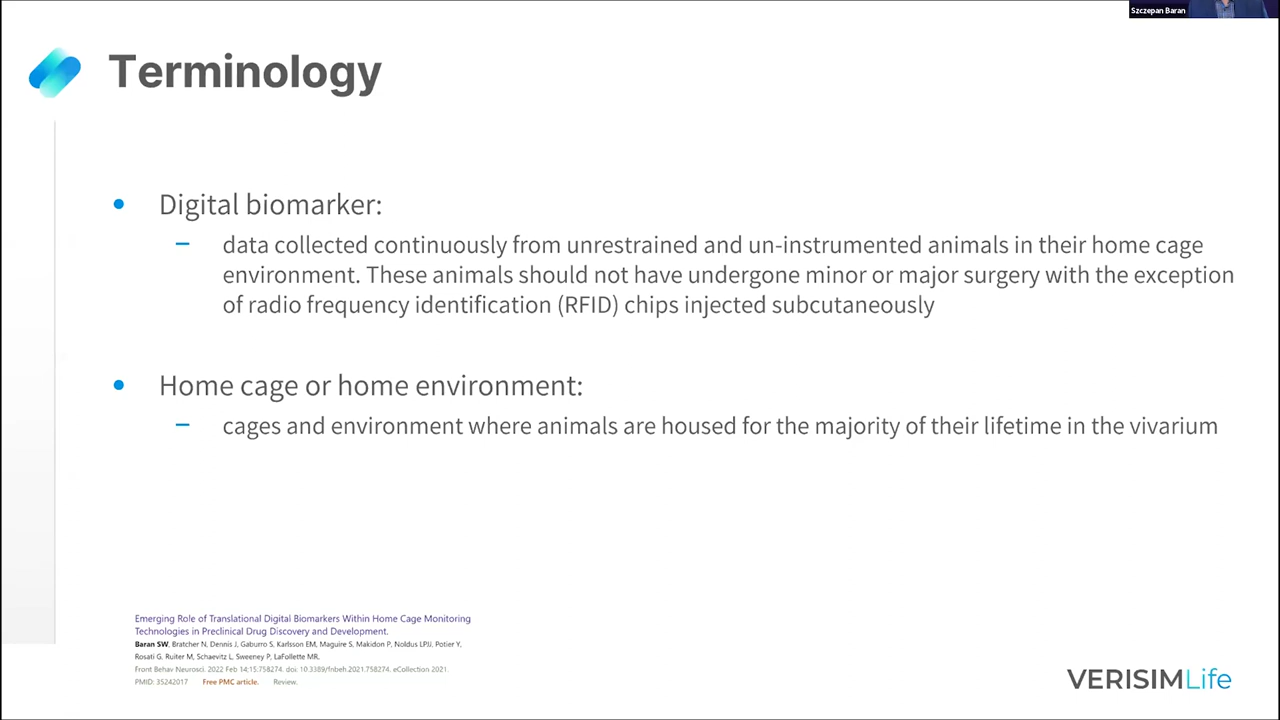 Szczepan Baran
Terminology
Digital biomarker:
data collected continuously from unrestrained and un-instrumented animals in their home cage
environment. These animals should not have undergone minor or major surgery with the exception
of radio frequency identification (RFID) chips injected subcutaneously
Home cage or home environment:
cages and environment where animals are housed for the majority of their lifetime in the vivarium
Emerging Role of Translational Digital Biomarkers Within Home Cage Monitoring
Technologies in Preclinical Drug Discovery and Development.
Baran SW, Bratcher N, Dennis J, Gaburro S, Karlsson EM, Maguire S, Makidon P, Noldus LPJJ, Potier Y,
Rosati G, Ruiter M, Schaevitz L, Sweeney P, LaFollette MR.
Front Behav Neurosci. 2022 Feb 14;15:758274. doi: 10.3389/fnbeh.2021.758274. eCollection 2021.
PMID: 35242017 Free PMC article. Review.
VERISIMLife